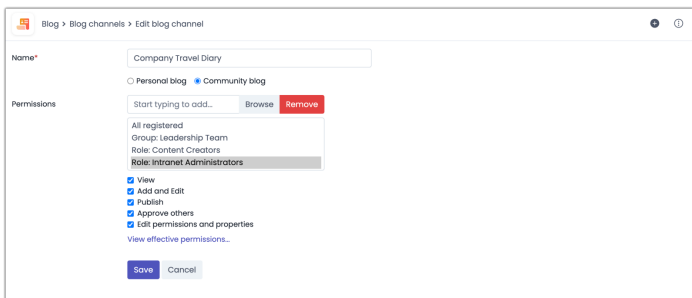 Blog > Blog channels > Edit blog channel
Name*
Company Travel Diary
Personal blog Community blog
Permissions
Start typing to add... Browse Remove
All registered
Group: Leadership Team
Role: Content Creators
Role: Intranet Administrators
View
Add and Edit
Publish
Approve others
Edit permissions and properties
View effective permissions...
Save Cancel